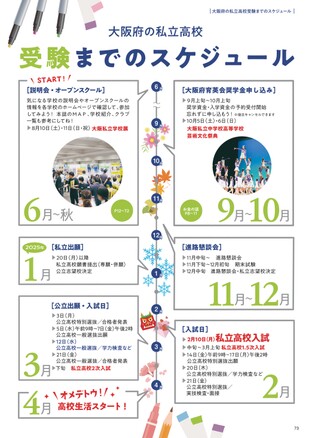 [大阪府の私立高校受験までのスケジュール]
大阪府の私立高校
受験までのスケジュール
START!
【説明会・オープンスクール】
気になる学校の説明会やオープンスクールの
情報を各学校のホームページで確認して、参加
してみよう! 本誌のMAP、学校紹介、クラブ
一覧も参考にしてね!
▶8月10日(土)・11日(日・祝) 大阪私立学校展
6月〜秋
【大阪府育英会奨学金申し込み】
▶9月上旬〜10月上旬
奨学金・入学資金の予約受付開始
忘れずに申し込もう!
▶10月5日(土)・6日(日)
大阪私立中学校高等学校
芸術文化祭典
9月〜10月
6
9
10
11
12
1
2
3
4
2025年
【私立出願】
▶20日(月)以降
私立高校願書提出(専願・併願)
公立志望校決定
1月
【進路懇談会】
▶11月中旬〜 進路懇談会
▶11月下旬〜12月初旬 期末試験
▶12月中旬 進路懇談会・私立志望校決定
11月〜12月
【公立出願・入試日】
▶3日(月)
公立高校特別選抜/合格者発表
▶5日(水)午前9時〜7日(金)午後2時
公立高校一般選抜/出願
▶12日(水)
公立高校一般選抜/学力検査など
▶21日(金)
公立高校一般選抜/合格者発表
▶下旬 私立高校2次入試
3月
【入試日】
▶2月10日(月) 私立高校入試
▶中旬〜3月上旬 私立高校1.5次入試
▶14日(金)午前9時〜17日(月)午後2時
公立高校特別選抜/出願
▶20日(木)
公立高校特別選抜/学力検査など
▶21日(金)
公立高校特別選抜/
実技検査・面接
2月
オメデトウ!
4月
高校生活スタート!
79